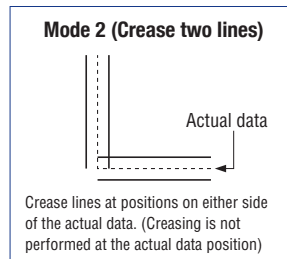 Mode 2 (Crease two lines)
Actual data
Crease lines at positions on either side
of the actual data. (Creasing is not
performed at the actual data position)